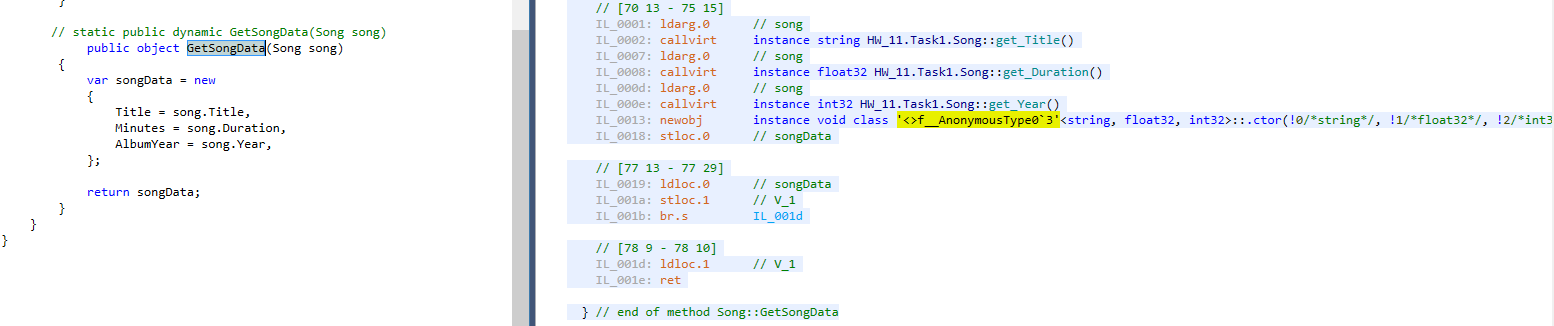 }
// static public dynamic GetSongData(Song song)
public object GetSongData(Song song)
{
var songData = new
{
Title = song.Title,
Minutes = song.Duration,
AlbumYear = song.Year,
};
return songData;
}
}
}
// [70 13 - 75 15]
IL_0001: ldarg.0 // song
IL_0002: callvirt instance string HW_11.Task1.Song::get_Title()
IL_0007: ldarg.0 // song
IL_0008: callvirt instance float32 HW_11.Task1.Song::get_Duration()
IL_000d: ldarg.0 // song
IL_000e: callvirt instance int32 HW_11.Task1.Song::get_Year()
IL_0013: newobj instance void class '<>f__AnonymousType0`3'<string, float32, int32>::.ctor(!0/*string*/, !1/*float32*/, !2/*int3
IL_0018: stloc.0 // songData
// [77 13 - 77 29]
IL_0019: ldloc.0 // songData
IL_001a: stloc.1 // V_1
IL_001b: br.s IL_001d
// [78 9 - 78 10]
IL_001d: ldloc.1 // V_1
IL_001e: ret
} // end of method Song::GetSongData